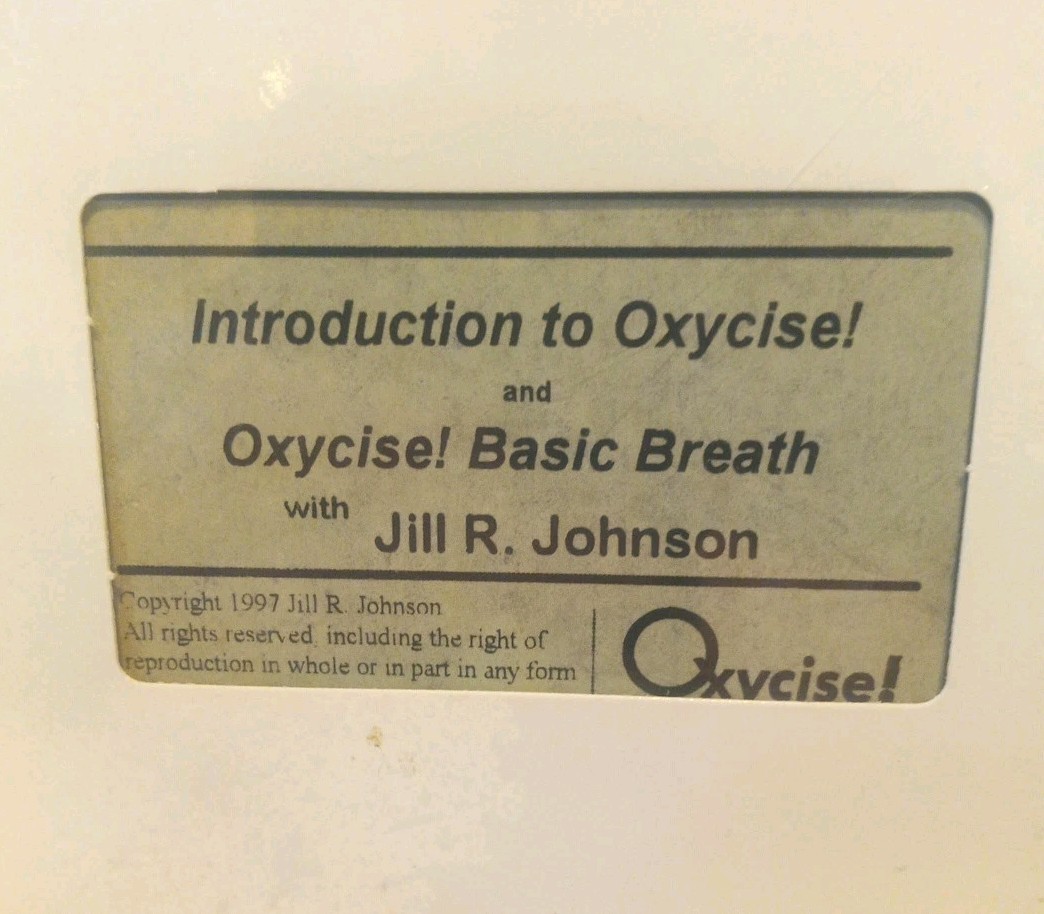 Introduction to Oxycise!
and
Oxycise! Basic Breath
with Jill R. Johnson
Copyright 1997 Jill R. Johnson
All rights reserved, including the right of
reproduction in whole or in part in any form
Oxycise!